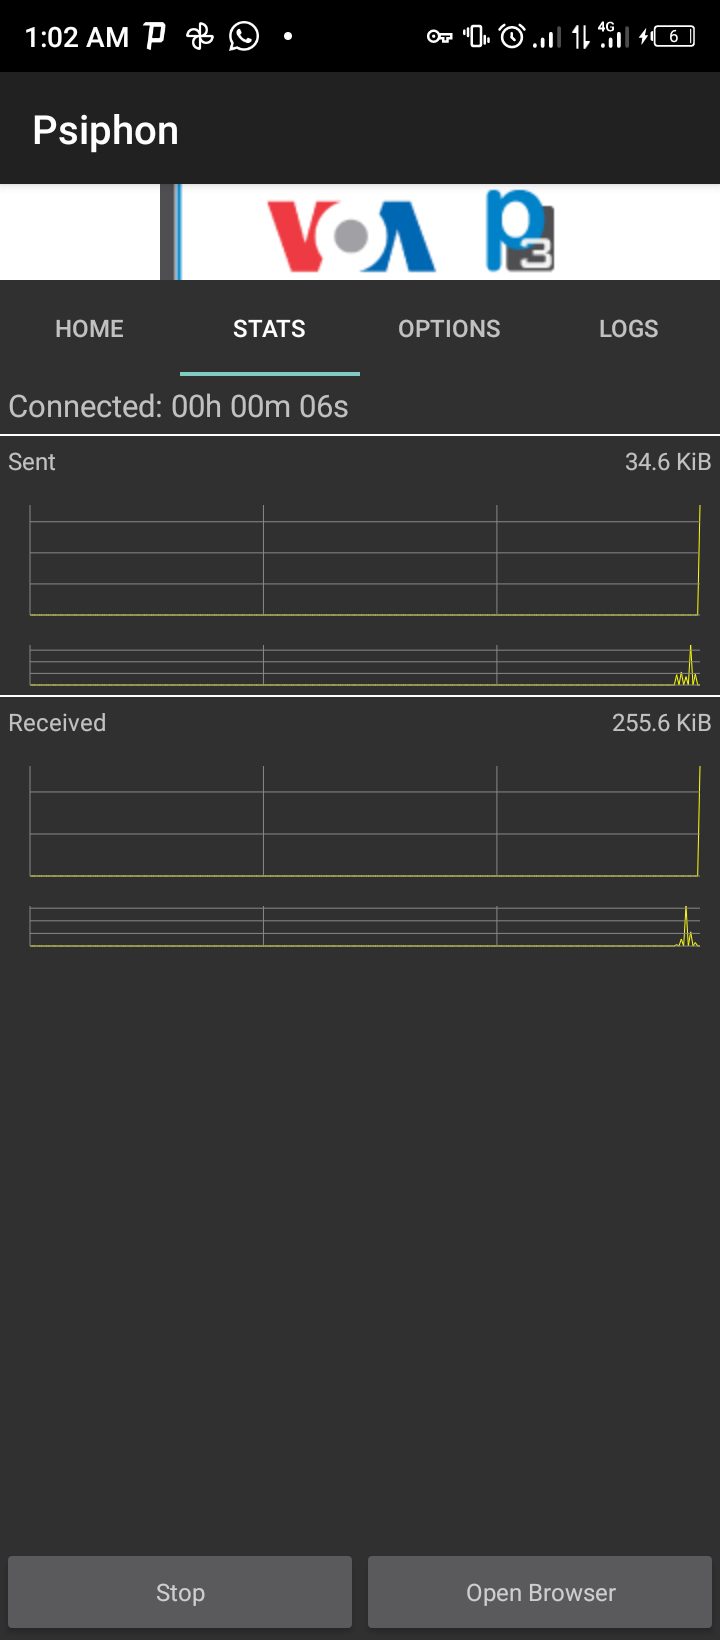 1:02 AM 4G 6
Psiphon
VOA P3
HOME STATS OPTIONS LOGS
Connected: 00h 00m 06s
Sent 34.6 KiB
Received 255.6 KiB
Stop Open Browser